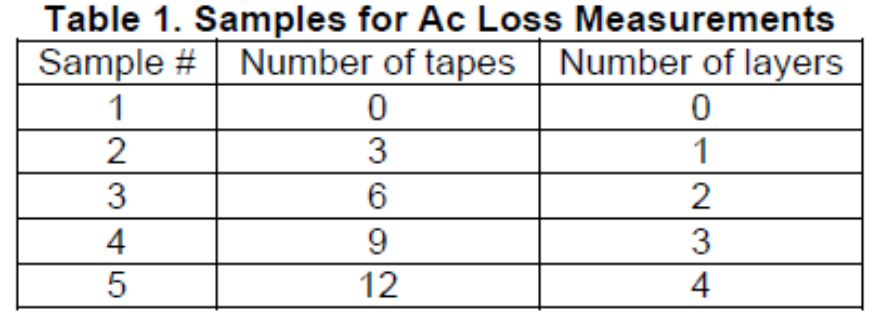 Table 1. Samples for Ac Loss Measurements
Sample # Number of tapes Number of layers
1 0 0
2 3 1
3 6 2
4 9 3
5 12 4